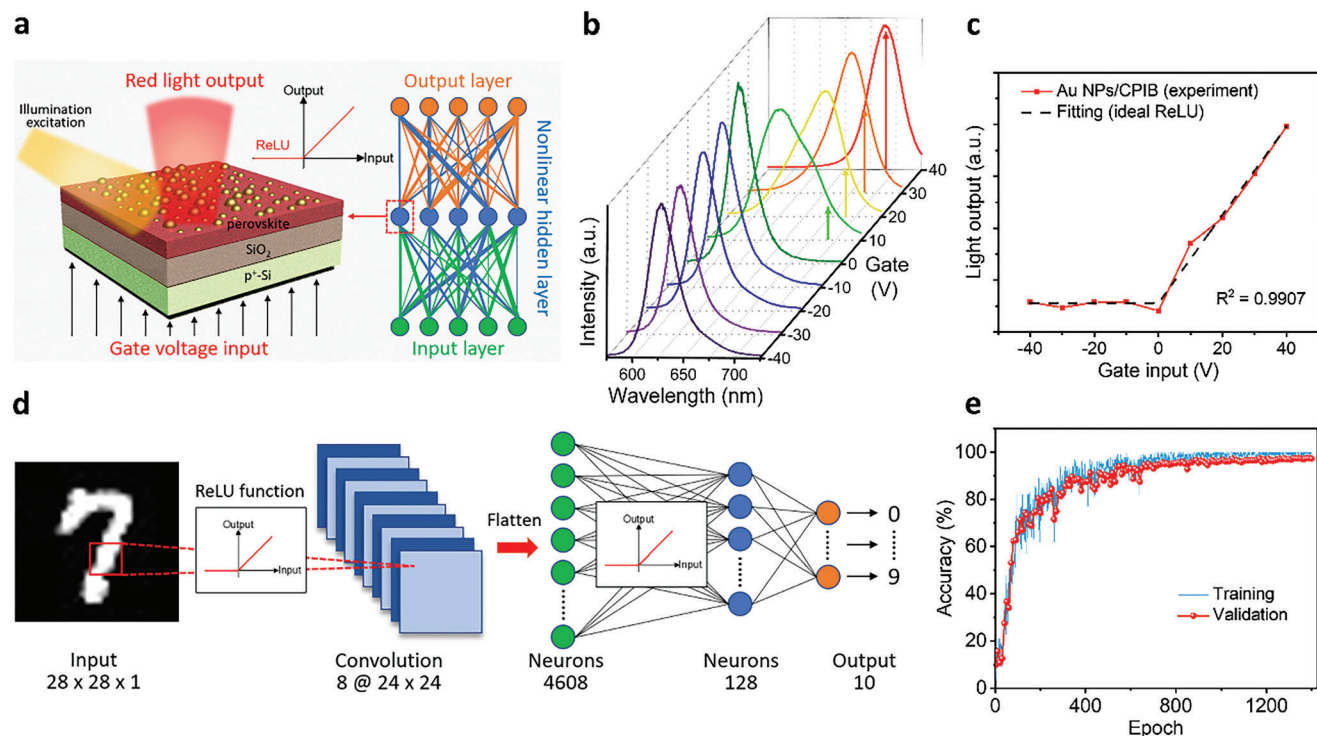 a
Red light output
Illumination
excitation
Output
ReLU
Input
perovskite
SiO2
p+-Si
Gate voltage input
Output layer
Nonlinear hidden layer
Input layer
b
Intensity (a.u.)
600
650
700
Wavelength (nm)
40
30
20
10
0
-10
-20
-30
-40
Gate
(V)
c
Light output (a.u.)
Au NPs/CPIB (experiment)
Fitting (ideal ReLU)
R2 = 0.9907
-40
-20
0
20
40
Gate input (V)
d
ReLU function
Output
Input
Flatten
Output
Input
0
9
Input
28 x 28 x 1
Convolution
8 @ 24 x 24
Neurons
4608
Neurons
128
Output
10
e
Accuracy (%)
100
80
60
40
20
0
Training
Validation
0
400
800
1200
Epoch